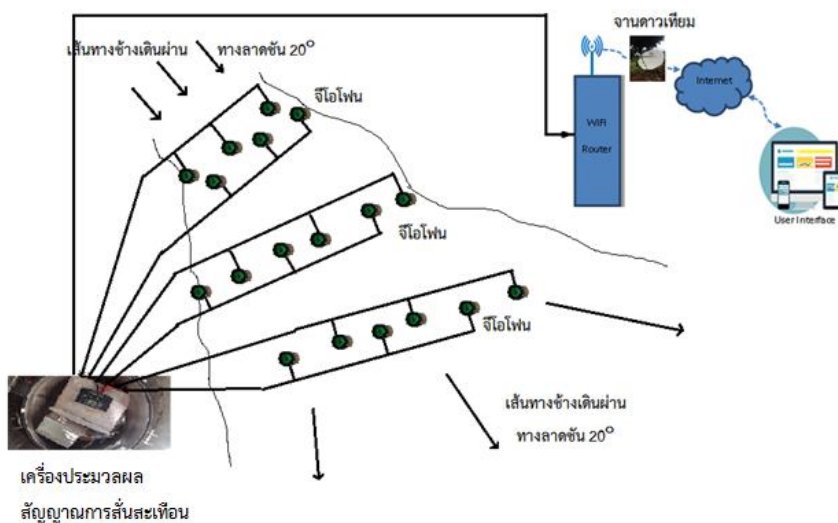 จานดาวเทียม
เส้นทางช้างเดินผ่าน
ทางลาดชัน 20°
จีโอโฟน
Internet
WiFi
Router
User Interface
จีโอโฟน
จีโอโฟน
เส้นทางช้างเดินผ่าน
ทางลาดชัน 20°
เครื่องประมวลผล
สัญญาณการสั่นสะเทือน